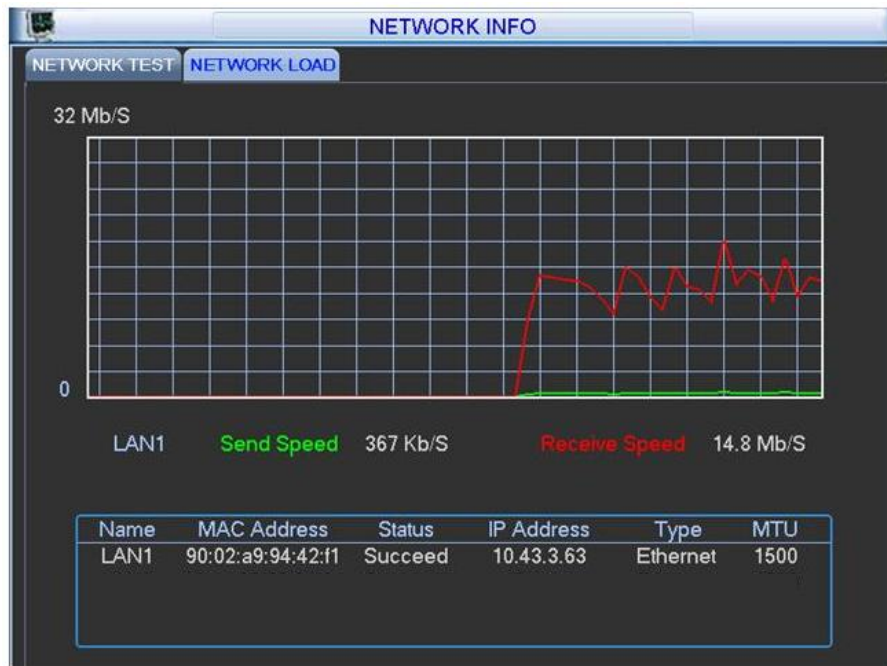 NETWORK INFO
NETWORK TEST NETWORK LOAD
32 Mb/S
0
LAN1 Send Speed 367 Kb/S Receive Speed 14.8 Mb/S
Name MAC Address Status IP Address Type MTU
LAN1 90:02:a9:94:42:f1 Succeed 10.43.3.63 Ethernet 1500